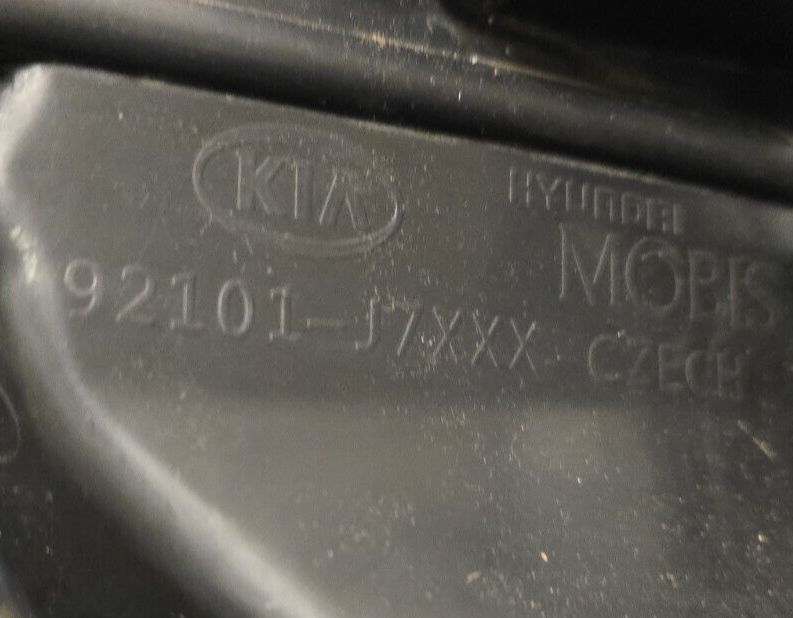 KIA
HYUNDAI
MOBIS
92101-J7XXX CZECH